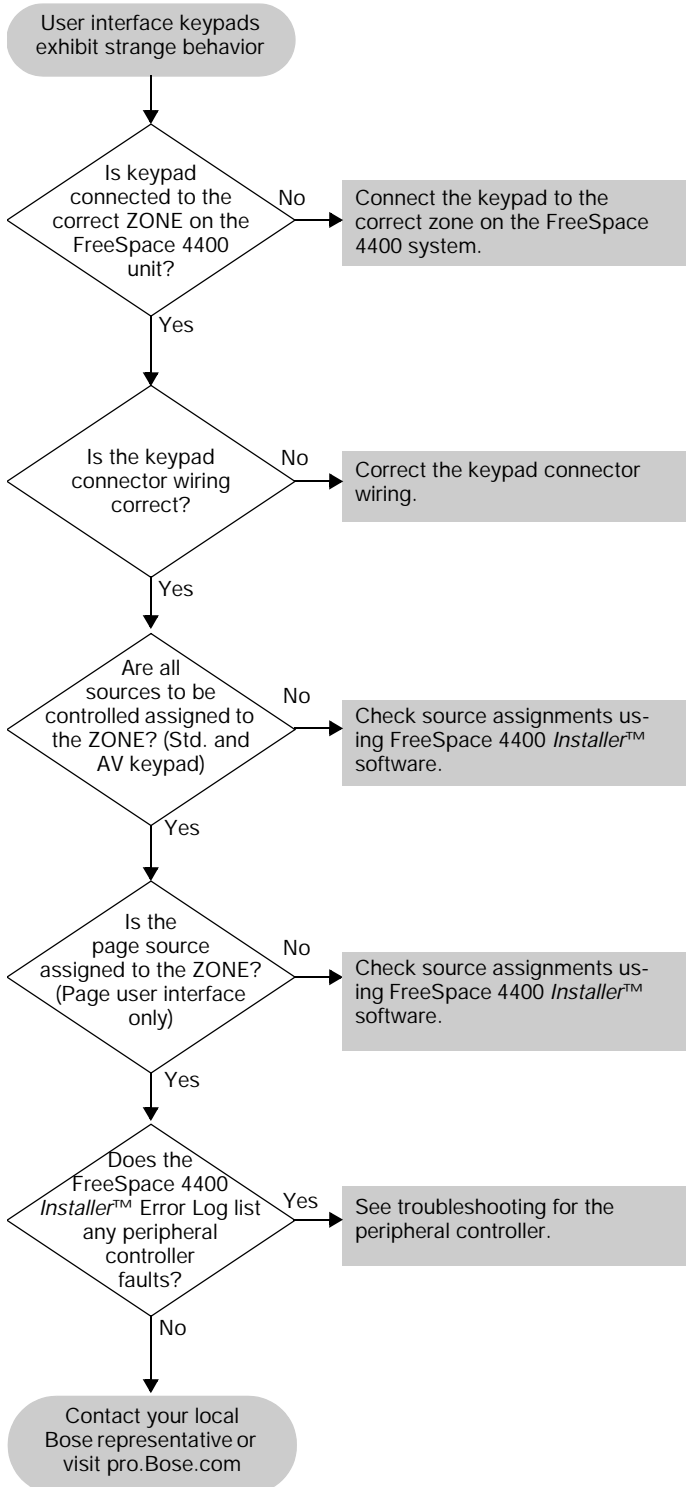 User interface keypads
exhibit strange behavior
Is keypad
connected to the
correct ZONE on the
FreeSpace 4400
unit?
No
Connect the keypad to the
correct zone on the FreeSpace
4400 system.
Yes
Is the keypad
connector wiring
correct?
No
Correct the keypad connector
wiring.
Yes
Are all
sources to be
controlled assigned to
the ZONE? (Std. and
AV keypad)
No
Check source assignments us-
ing FreeSpace 4400 Installer™
software.
Yes
Is the
page source
assigned to the ZONE?
(Page user interface
only)
No
Check source assignments us-
ing FreeSpace 4400 Installer™
software.
Yes
Does the
FreeSpace 4400
Installer™ Error Log list
any peripheral
controller
faults?
Yes
See troubleshooting for the
peripheral controller.
No
Contact your local
Bose representative or
visit pro.Bose.com